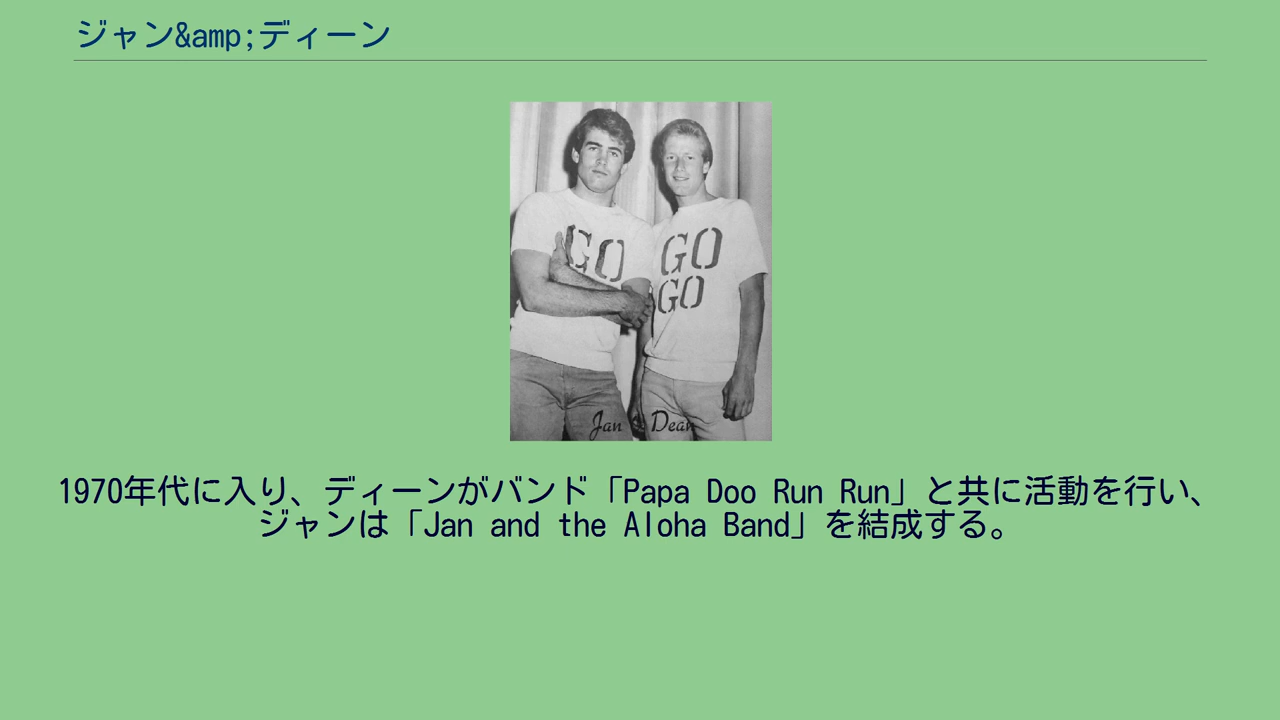 ジャン&amp;ディーン
GO
GO
GO
Jan & Dean
1970年代に入り、ディーンがバンド「Papa Doo Run Run」と共に活動を行い、
ジャンは「Jan and the Aloha Band」を結成する。